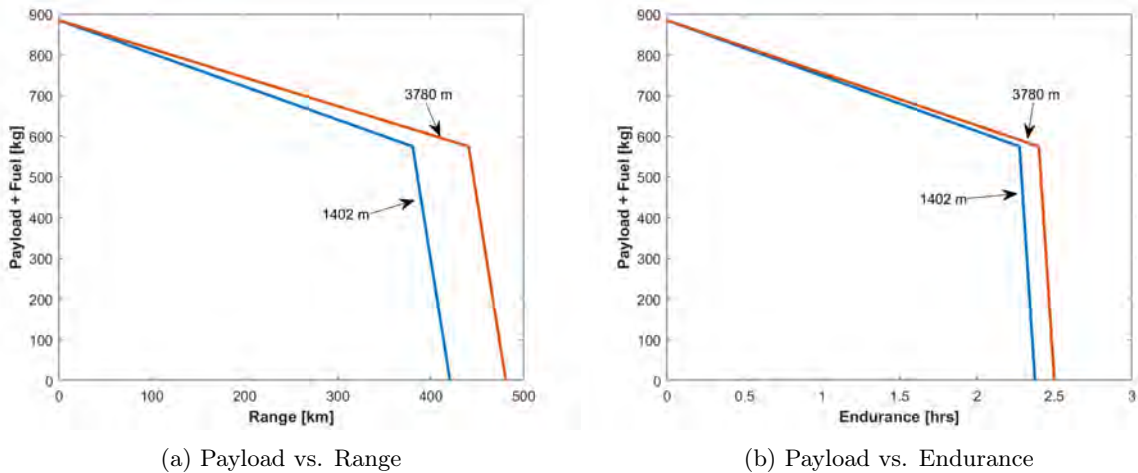 900
800
700
600
500
400
300
200
100
0
Payload + Fuel [kg]
3780 m
1402 m
0 100 200 300 400 500
Range [km]
(a) Payload vs. Range
900
800
700
600
500
400
300
200
100
0
Payload + Fuel [kg]
3780 m
1402 m
0 0.5 1 1.5 2 2.5 3
Endurance [hrs]
(b) Payload vs. Endurance